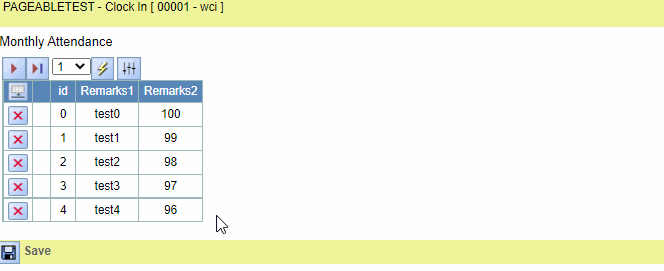 PAGEABLETEST - Clock In [ 00001 - wci ]
Monthly Attendance
1
id Remarks1 Remarks2
0 test0 100
1 test1 99
2 test2 98
3 test3 97
4 test4 96
Save